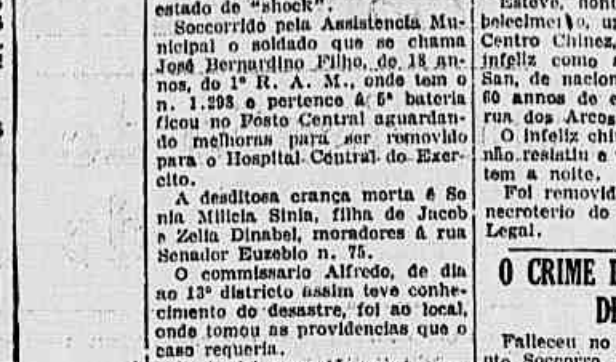 estado de "shock".
Soccorrido pela Assistencia Mu-
nicipal o soldado que se chama
José Bernardino Filho, de 18 an-
nos, do 1º R. A. M., onde tem o
n. 1.298 e pertence á 5ª bateria
ficou no Posto Central aguardan-
do melhoras para ser removido
para o Hospital Central do Exer-
cito.
A desditosa crança morta é So
nia Milicia Sinia, filha de Jacob
e Zelia Dinabel, moradores á rua
Senador Euzebio n. 75.
O commissario Alfredo, de dia
ao 13º districto assim teve conhe-
cimento do desastre, foi ao local,
onde tomou as providencias que o
caso requeria.
Centro Chines
infeliz como
San, de nacion
60 annos de
rua dos Arcos
O infeliz ch
não resistiu e
tem a noite.
Foi removid
necroterio do
Legal.
O CRIME
D
Falleceu no
Soccorro